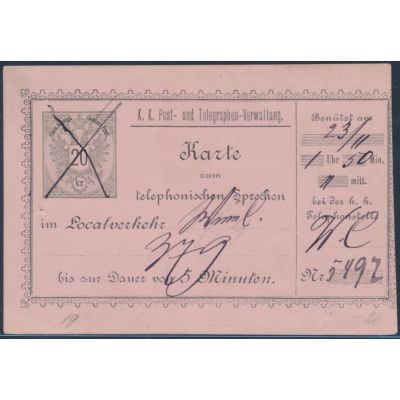 K. K. Post- und Telegraphen-Verwaltung.
20
kr.
Karte
zum
telephonischen Sprechen
im Localverkehr
379
bis zur Dauer von 5 Minuten.
Benützt am
23/11
1 Uhr 50 Min.
" mitt.
bei der k. k.
Telephonstelle
Nr 5492
19
20